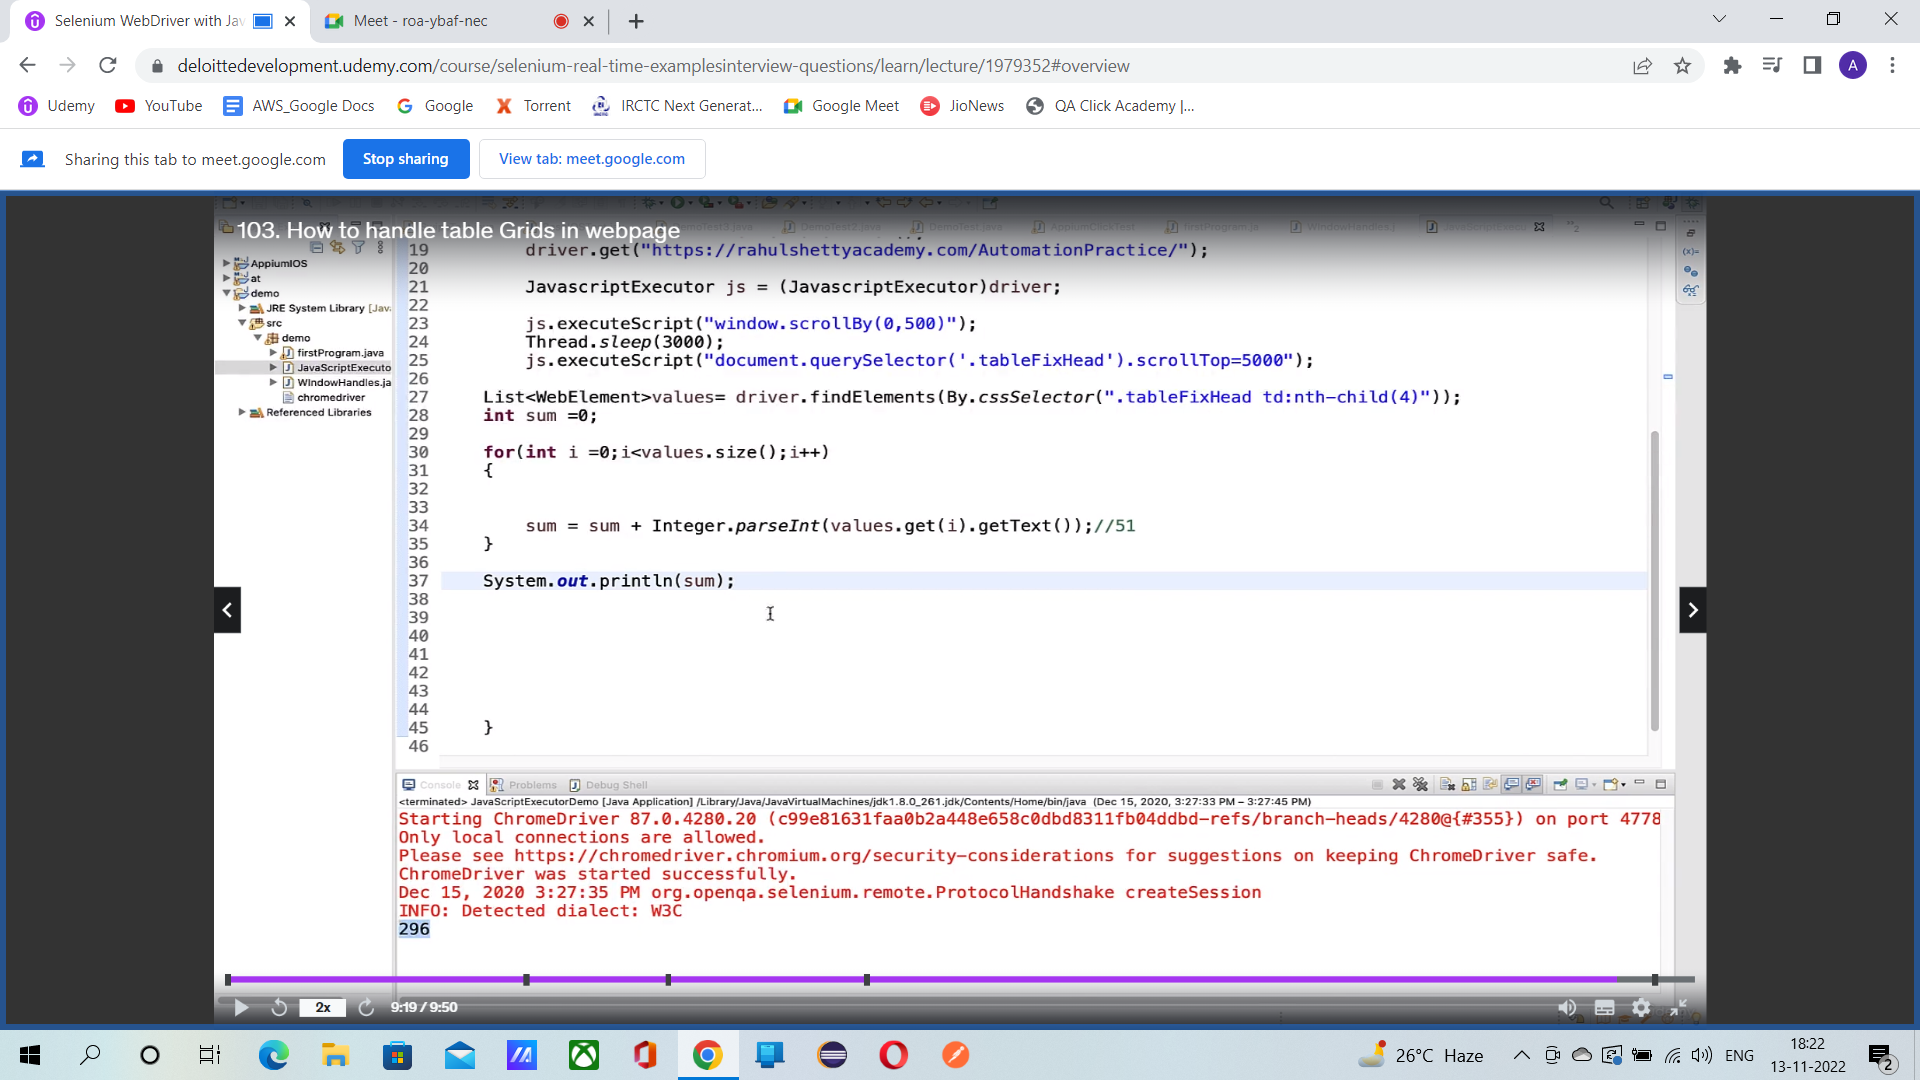 Selenium WebDriver with Jav
Meet - roa-ybaf-nec
deloittedevelopment.udemy.com/course/selenium-real-time-examplesinterview-questions/learn/lecture/1979352#overview
A
Udemy YouTube AWS_Google Docs Google Torrent IRCTC Next Generat... Google Meet JioNews QA Click Academy |...
Sharing this tab to meet.google.com Stop sharing View tab: meet.google.com
103. How to handle table Grids in webpage
AppiumIOS
at
demo
JRE System Library [Jav
src
demo
firstProgram.java
JavaScriptExecuto
WindowHandles.ja
chromedriver
Referenced Libraries
DemoTest2.java DemoTest.java AppiumClickTest firstProgram.ja WindowHandles.j JavaScriptExecu
19 driver.get("https://rahulshettyacademy.com/AutomationPractice/");
20
21 JavascriptExecutor js = (JavascriptExecutor)driver;
22
23 js.executeScript("window.scrollBy(0,500)");
24 Thread.sleep(3000);
25 js.executeScript("document.querySelector('.tableFixHead').scrollTop=5000");
26
27 List<WebElement>values= driver.findElements(By.cssSelector(".tableFixHead td:nth-child(4)"));
28 int sum =0;
29
30 for(int i =0;i<values.size();i++)
31 {
32
33
34 sum = sum + Integer.parseInt(values.get(i).getText());//51
35 }
36
37 System.out.println(sum);
38
39
40
41
42
43
44
45 }
46
Console Problems Debug Shell
<terminated> JavaScriptExecutorDemo [Java Application] /Library/Java/JavaVirtualMachines/jdk1.8.0_261.jdk/Contents/Home/bin/java (Dec 15, 2020, 3:27:33 PM – 3:27:45 PM)
Starting ChromeDriver 87.0.4280.20 (c99e81631faa0b2a448e658c0dbd8311fb04ddbd-refs/branch-heads/4280@{#355}) on port 4778
Only local connections are allowed.
Please see https://chromedriver.chromium.org/security-considerations for suggestions on keeping ChromeDriver safe.
ChromeDriver was started successfully.
Dec 15, 2020 3:27:35 PM org.openqa.selenium.remote.ProtocolHandshake createSession
INFO: Detected dialect: W3C
296
2x 9:19 / 9:50
26°C Haze ENG
18:22
13-11-2022
2